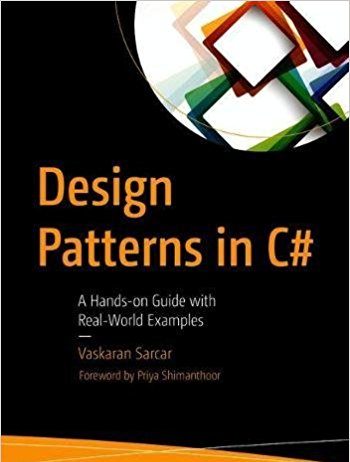 Design
Patterns in C#
A Hands-on Guide with
Real-World Examples
—
Vaskaran Sarcar
Foreword by Priya Shimanthoor